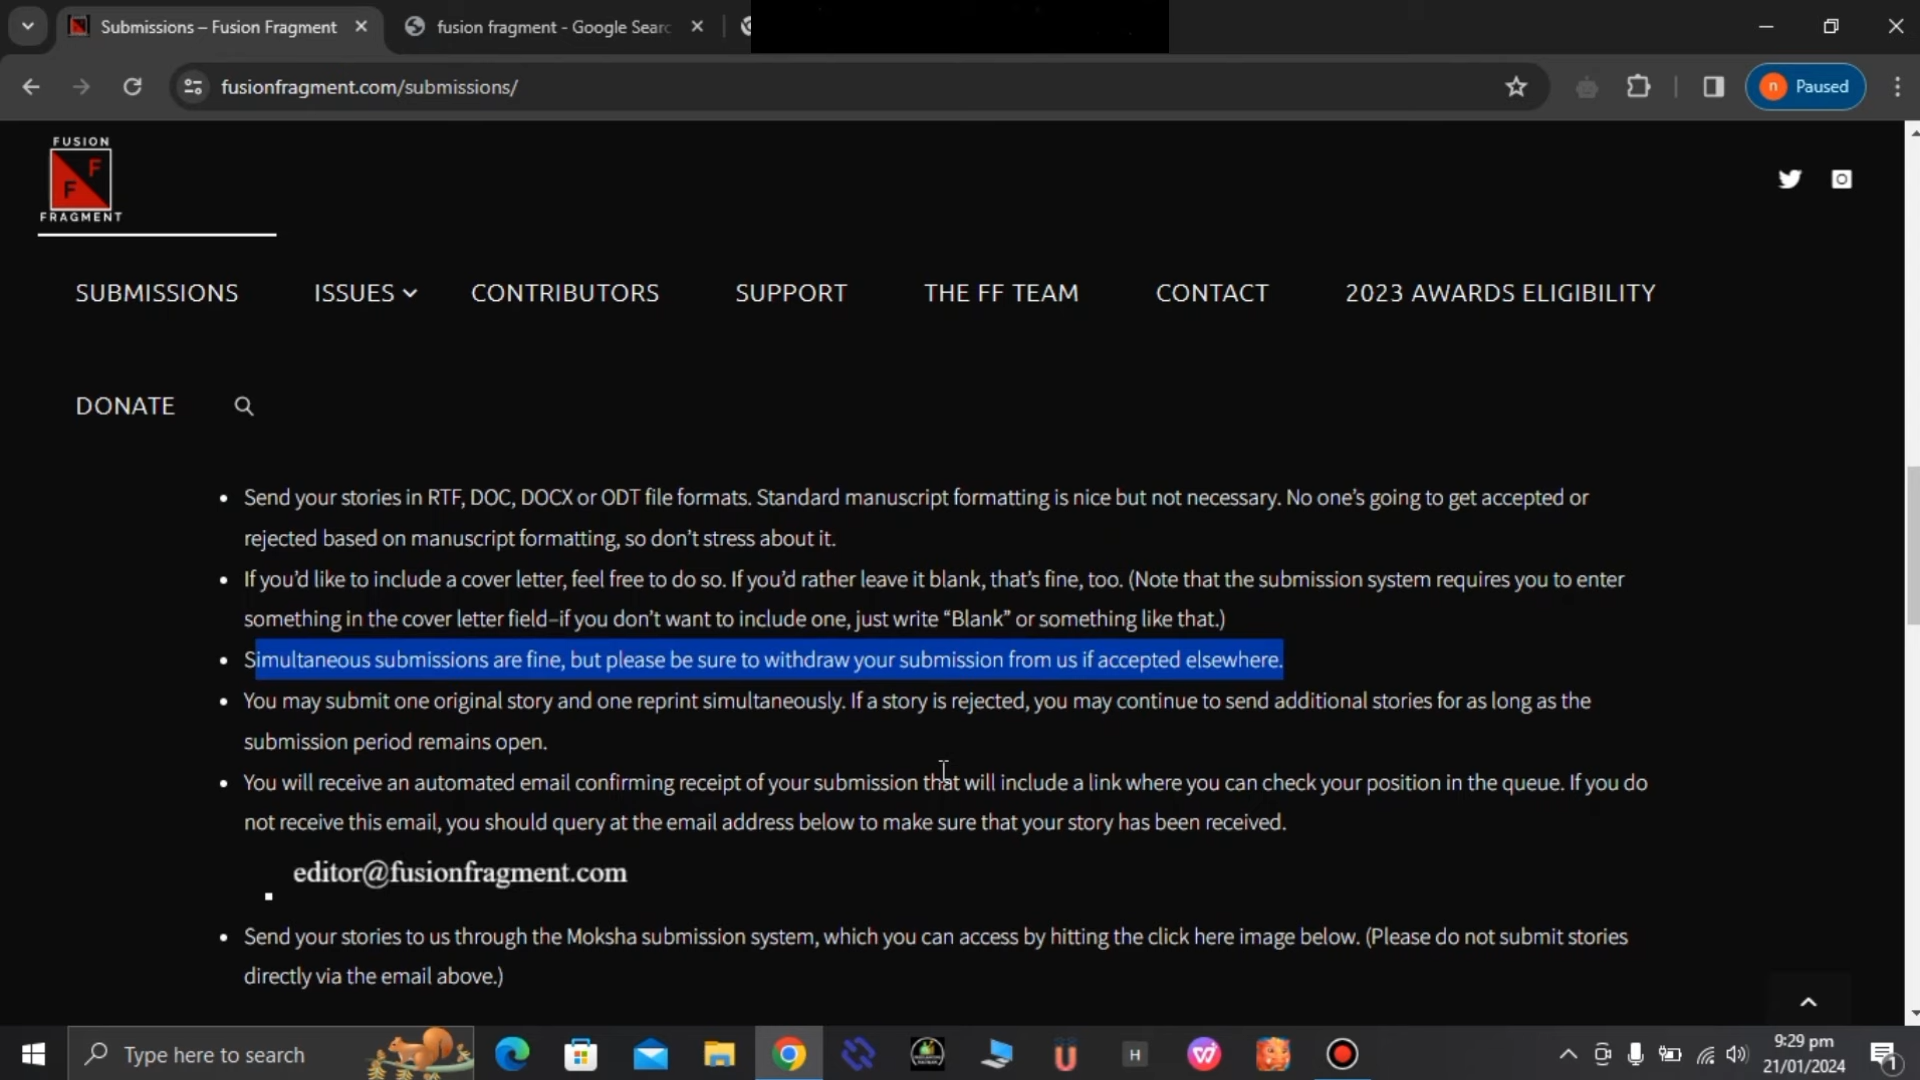 Submissions – Fusion Fragment
fusion fragment - Google Searc
fusionfragment.com/submissions/
n Paused
FUSION
F
F
FRAGMENT
SUBMISSIONS ISSUES CONTRIBUTORS SUPPORT THE FF TEAM CONTACT 2023 AWARDS ELIGIBILITY
DONATE
• Send your stories in RTF, DOC, DOCX or ODT file formats. Standard manuscript formatting is nice but not necessary. No one’s going to get accepted or
rejected based on manuscript formatting, so don’t stress about it.
• If you’d like to include a cover letter, feel free to do so. If you’d rather leave it blank, that’s fine, too. (Note that the submission system requires you to enter
something in the cover letter field–if you don’t want to include one, just write “Blank” or something like that.)
• Simultaneous submissions are fine, but please be sure to withdraw your submission from us if accepted elsewhere.
• You may submit one original story and one reprint simultaneously. If a story is rejected, you may continue to send additional stories for as long as the
submission period remains open.
• You will receive an automated email confirming receipt of your submission that will include a link where you can check your position in the queue. If you do
not receive this email, you should query at the email address below to make sure that your story has been received.
editor@fusionfragment.com
• Send your stories to us through the Moksha submission system, which you can access by hitting the click here image below. (Please do not submit stories
directly via the email above.)
Type here to search
H
9:29 pm
21/01/2024
1